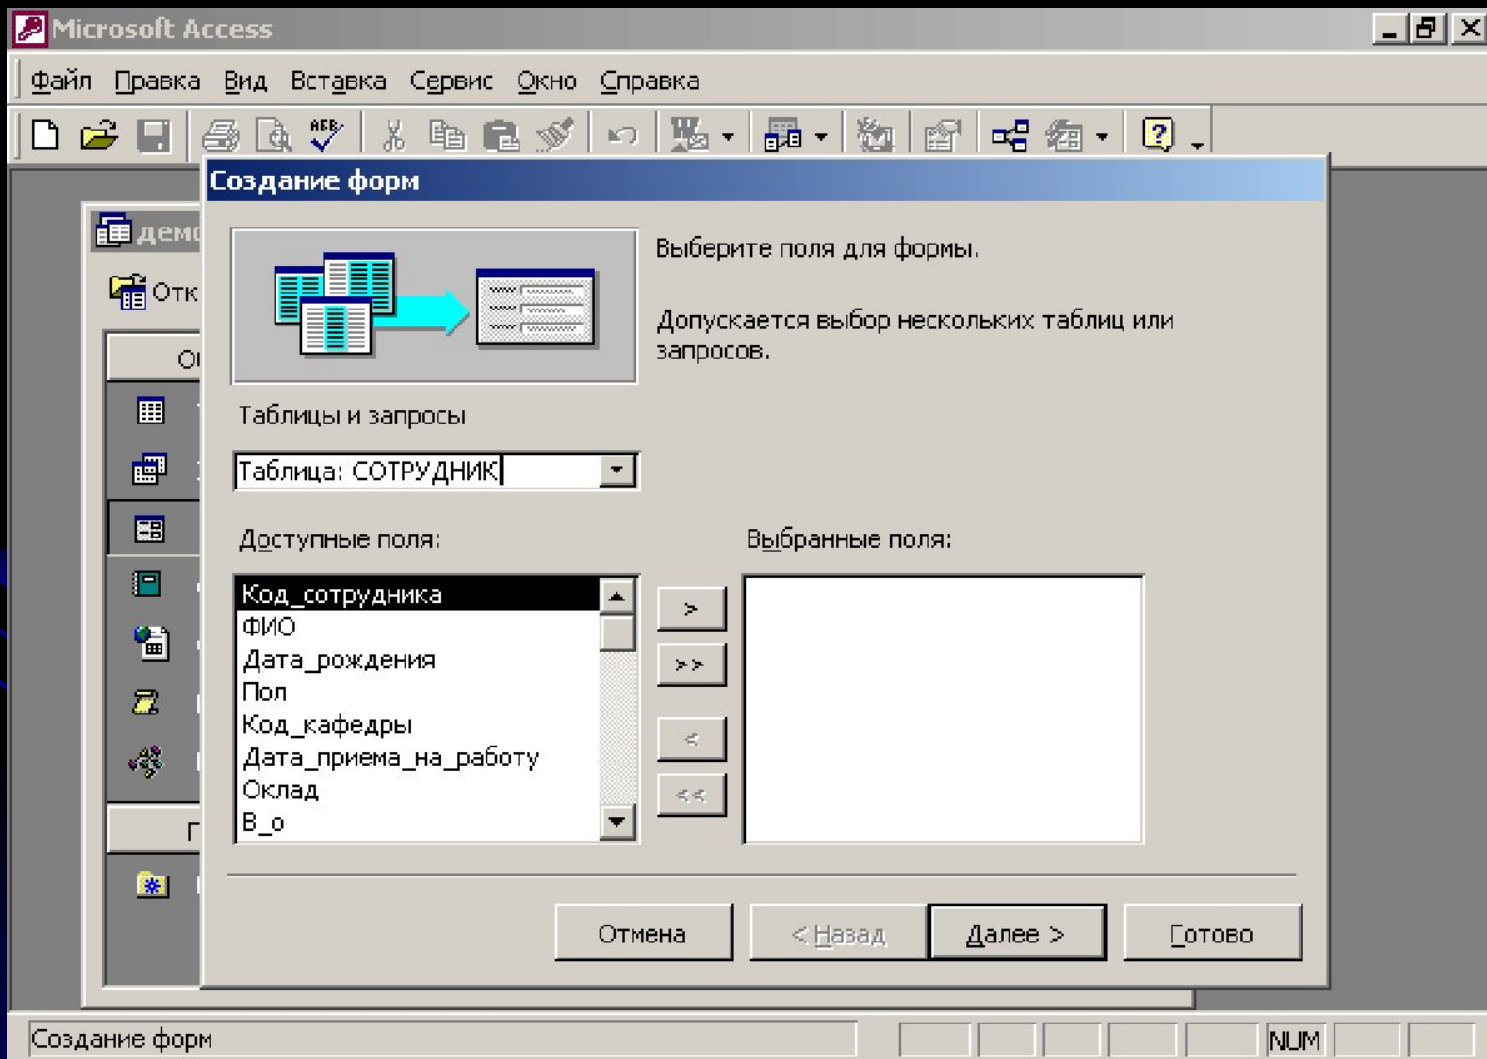 Microsoft Access
Файл Правка Вид Вставка Сервис Окно Справка
Создание форм
Выберите поля для формы.
Допускается выбор нескольких таблиц или
запросов.
Таблицы и запросы
Таблица: СОТРУДНИК
Доступные поля:
Выбранные поля:
Код_сотрудника
ФИО
Дата_рождения
Пол
Код_кафедры
Дата_приема_на_работу
Оклад
В_о
>
>>
<
<<
Отмена
< Назад
Далее >
Готово
Создание форм
NUM